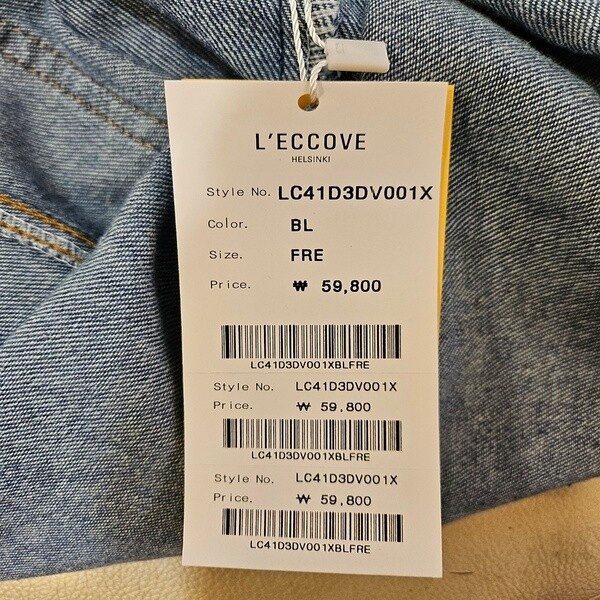 L'ECCOVE
HELSINKI
Style No. LC41D3DV001X
Color. BL
Size. FRE
Price. ₩ 59,800
LC41D3DV001XBLFRE
Style No. LC41D3DV001X
Price. ₩ 59,800
LC41D3DV001XBLFRE
Style No. LC41D3DV001X
Price. ₩ 59,800
LC41D3DV001XBLFRE